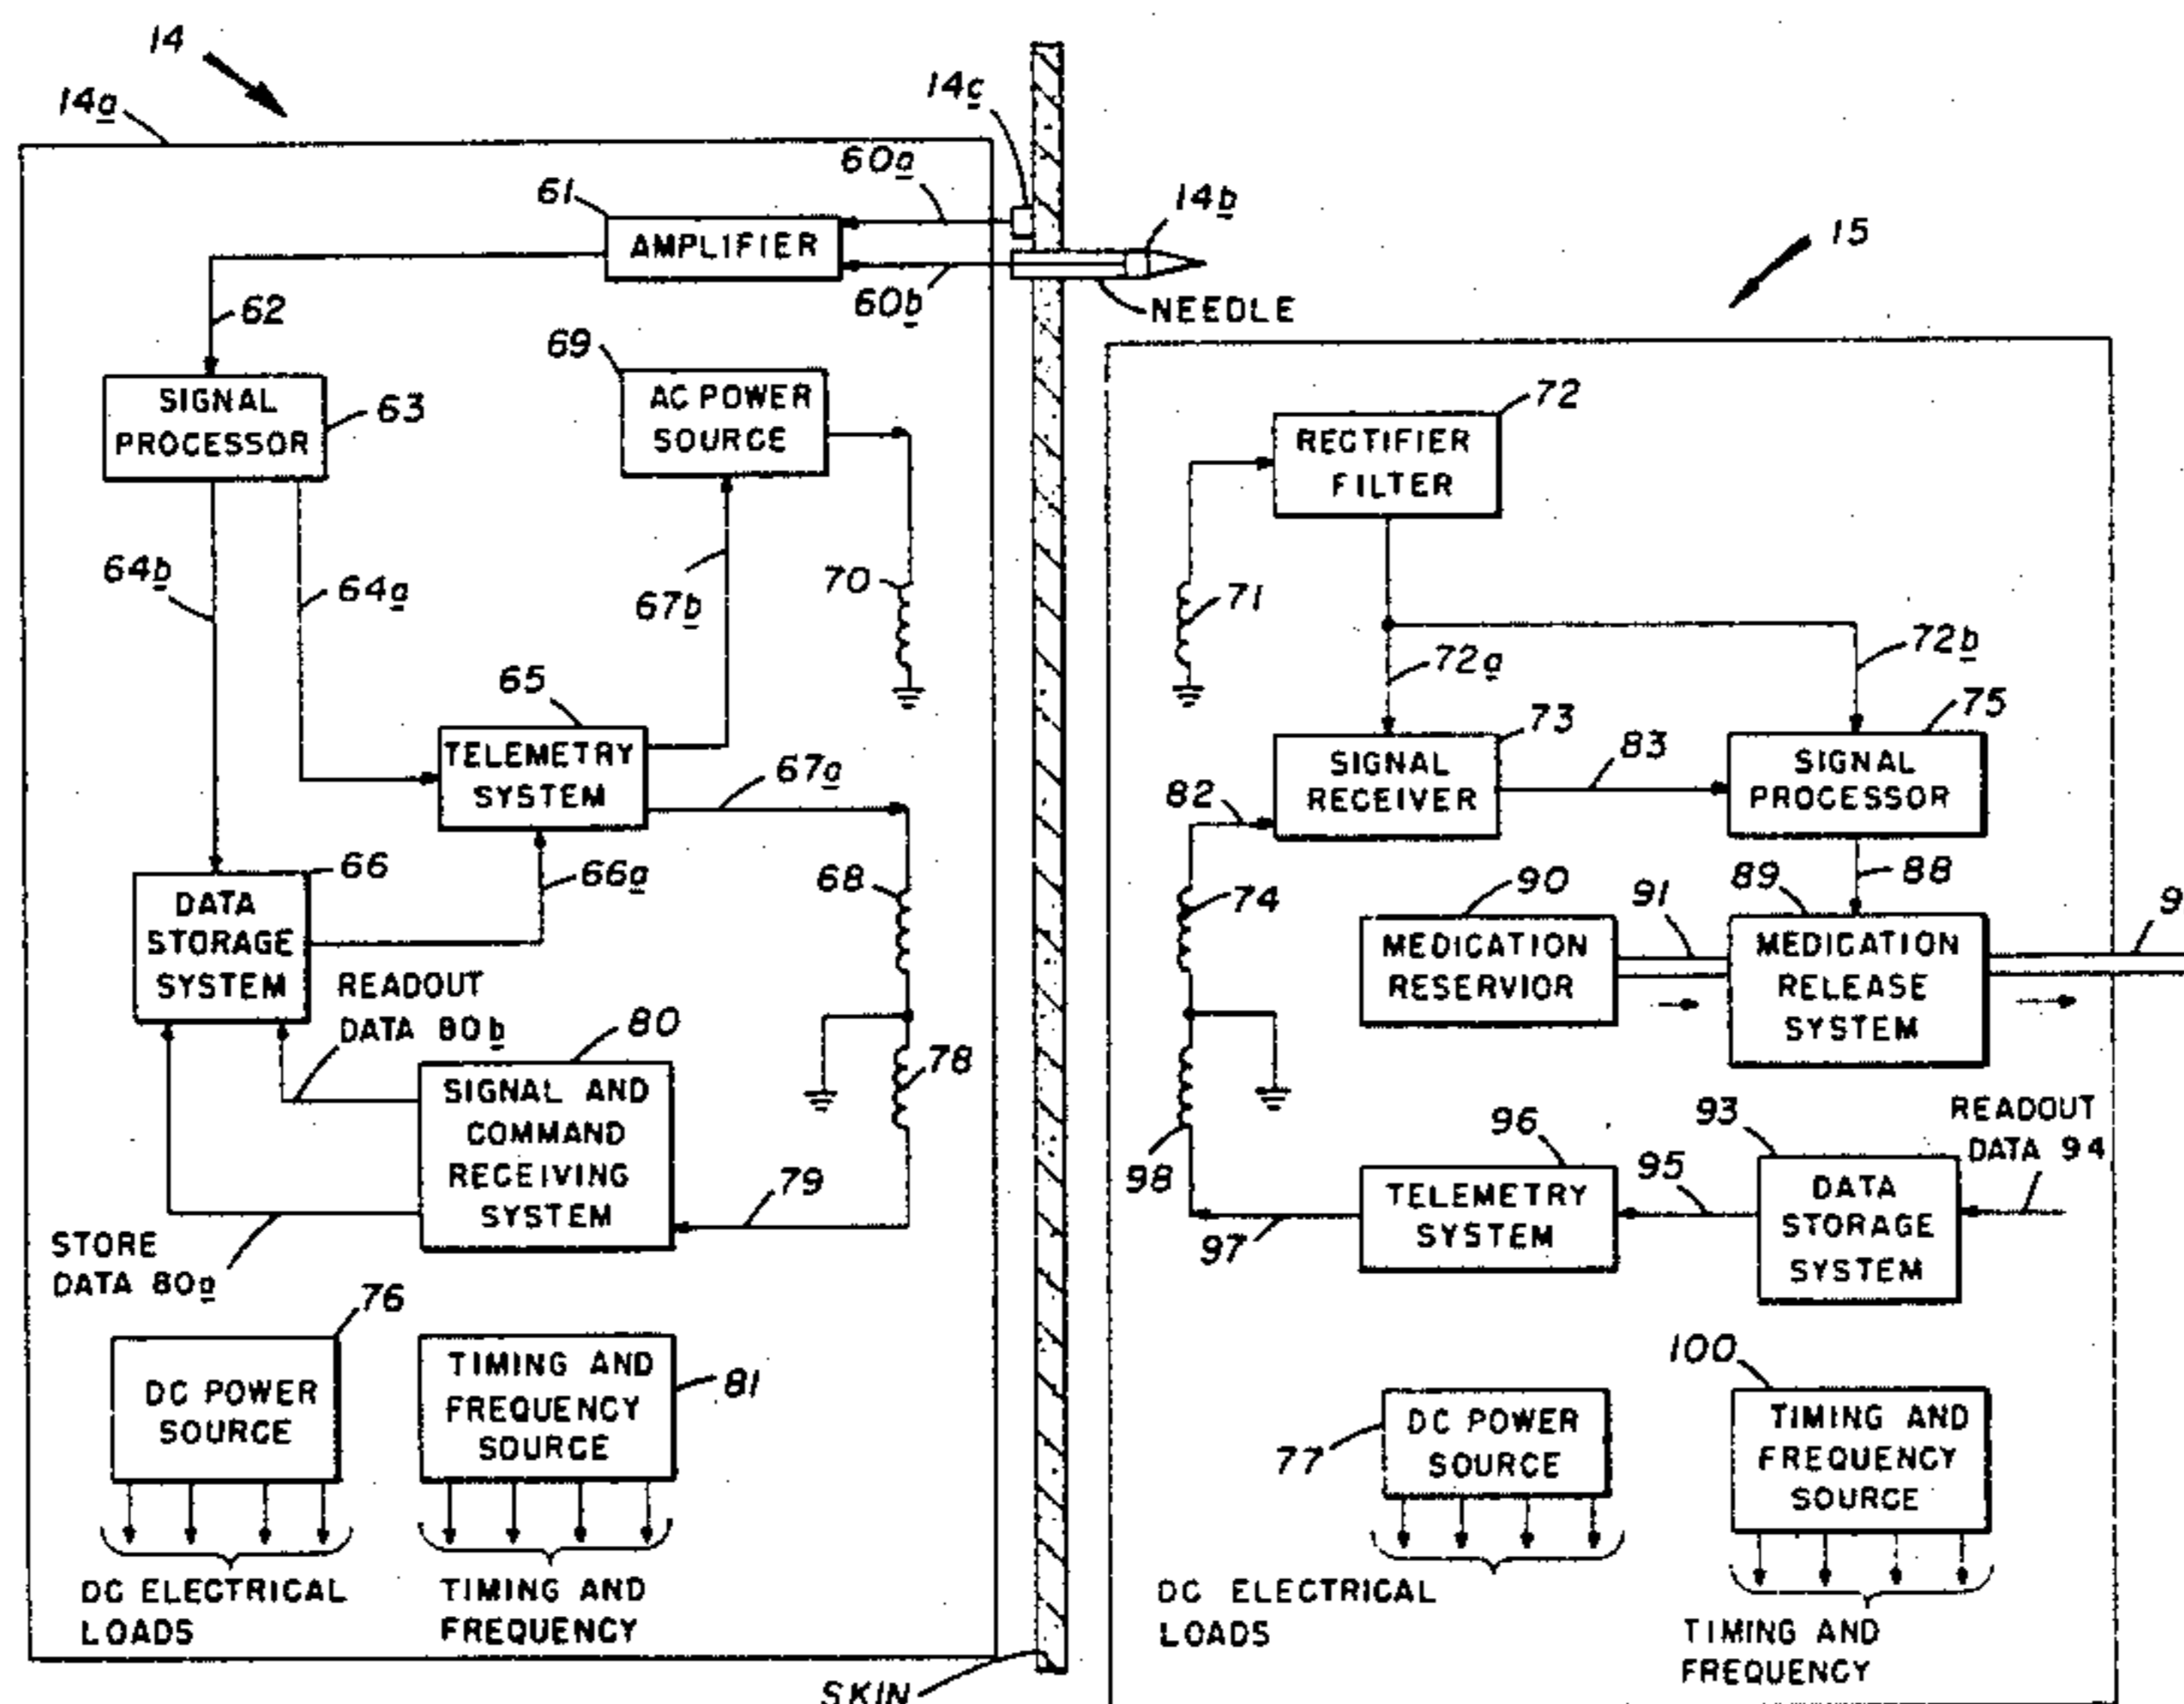 14
14a
14c
60a
61
AMPLIFIER
14b
60b
NEEDLE
15
62
SIGNAL
PROCESSOR
63
69
AC POWER
SOURCE
64b
64a
67b
70
65
TELEMETRY
SYSTEM
67a
66
DATA
STORAGE
SYSTEM
66a
68
READOUT
DATA 80b
80
SIGNAL AND
COMMAND
RECEIVING
SYSTEM
78
79
STORE
DATA 80a
76
DC POWER
SOURCE
TIMING AND
FREQUENCY
SOURCE
81
DC ELECTRICAL
LOADS
TIMING AND
FREQUENCY
SKIN
72
RECTIFIER
FILTER
71
72a
72b
73
SIGNAL
RECEIVER
82
83
75
SIGNAL
PROCESSOR
74
90
MEDICATION
RESERVIOR
91
89
88
MEDICATION
RELEASE
SYSTEM
9
98
96
TELEMETRY
SYSTEM
97
95
93
DATA
STORAGE
SYSTEM
READOUT
DATA 94
77
DC POWER
SOURCE
100
TIMING AND
FREQUENCY
SOURCE
DC ELECTRICAL
LOADS
TIMING AND
FREQUENCY